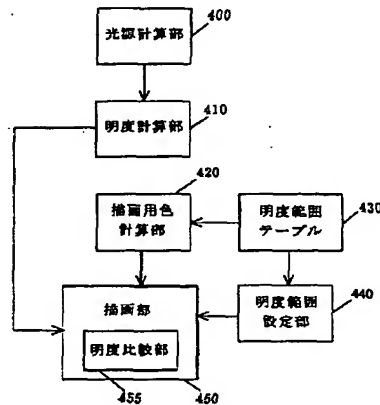 光源計算部
400
明度計算部
410
420
描画用色
計算部
明度範囲
テーブル
430
描画部
明度比較部
明度範囲
設定部
440
455
450